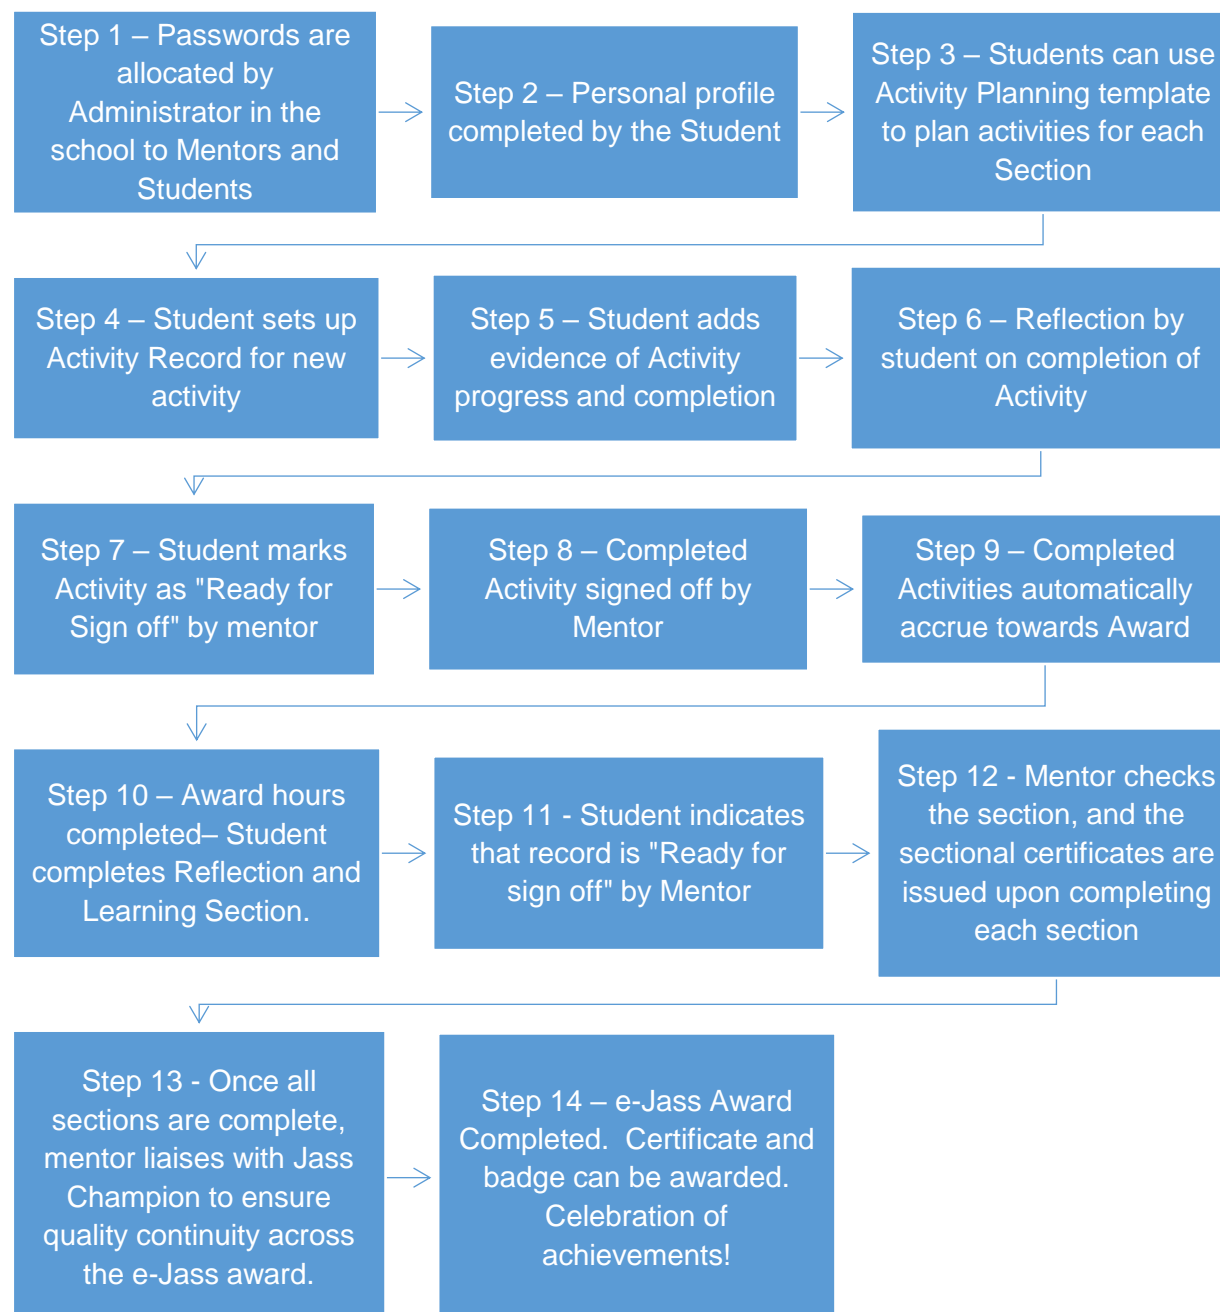 Step 1 – Passwords are
allocated by
Administrator in the
school to Mentors and
Students
Step 2 – Personal profile
completed by the Student
Step 3 – Students can use
Activity Planning template
to plan activities for each
Section
Step 4 – Student sets up
Activity Record for new
activity
Step 5 – Student adds
evidence of Activity
progress and completion
Step 6 – Reflection by
student on completion of
Activity
Step 7 – Student marks
Activity as "Ready for
Sign off" by mentor
Step 8 – Completed
Activity signed off by
Mentor
Step 9 – Completed
Activities automatically
accrue towards Award
Step 10 – Award hours
completed– Student
completes Reflection and
Learning Section.
Step 11 - Student indicates
that record is "Ready for
sign off" by Mentor
Step 12 - Mentor checks
the section, and the
sectional certificates are
issued upon completing
each section
Step 13 - Once all
sections are complete,
mentor liaises with Jass
Champion to ensure
quality continuity across
the e-Jass award.
Step 14 – e-Jass Award
Completed.  Certificate and
badge can be awarded.
Celebration of
achievements!